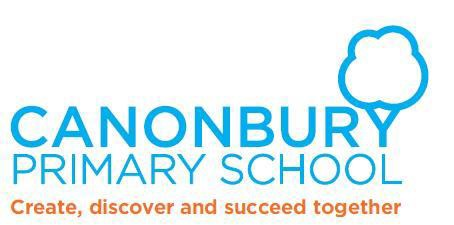 CANONBURY
PRIMARY SCHOOL
Create, discover and succeed together